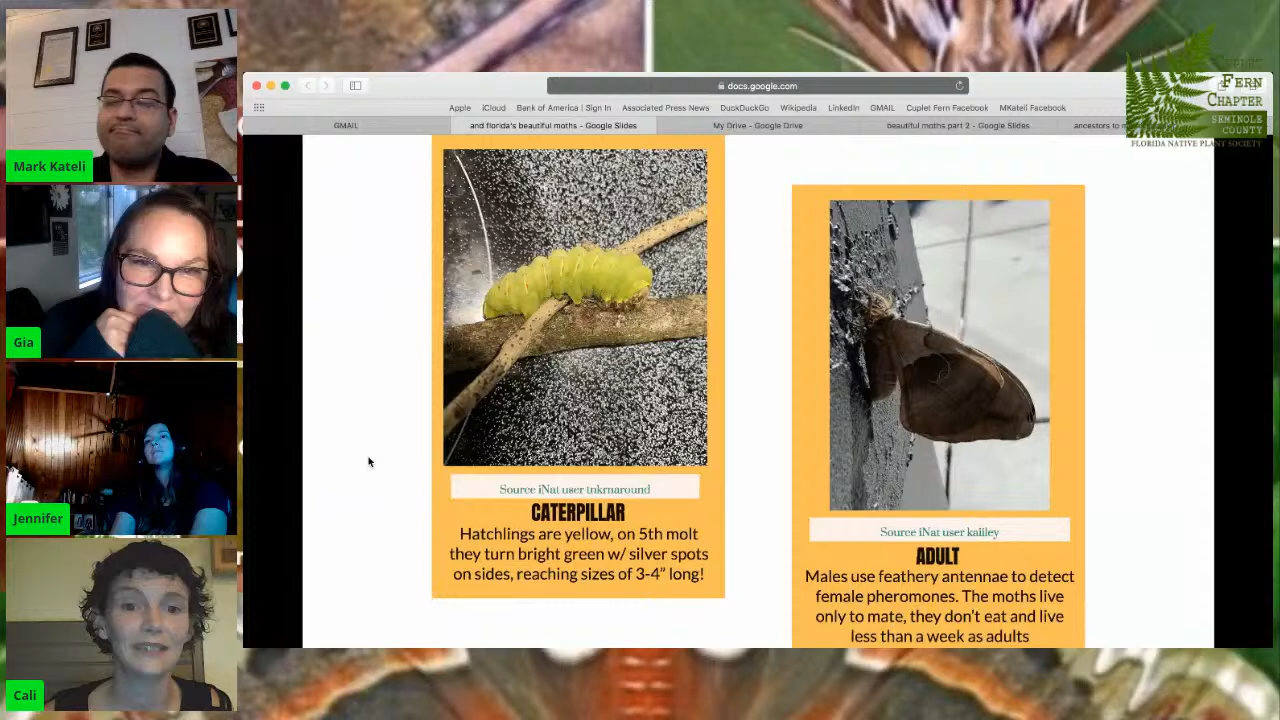 Mark Kateli
Gia
Jennifer
Cali
docs.google.com
Apple
iCloud
Bank of America | Sign In
Associated Press News
DuckDuckGo
Wikipedia
LinkedIn
GMAIL
Cuplet Fern Facebook
MKateli Facebook
GMAIL
and florida's beautiful moths - Google Slides
My Drive - Google Drive
beautiful moths part 2 - Google Slides
ancestors to
Cuplet
Fern
Chapter
Seminole
County
Florida Native Plant Society
Source iNat user tnkrnaround
CATERPILLAR
Hatchlings are yellow, on 5th molt
they turn bright green w/ silver spots
on sides, reaching sizes of 3-4" long!
Source iNat user kaiiley
ADULT
Males use feathery antennae to detect
female pheromones. The moths live
only to mate, they don't eat and live
less than a week as adults